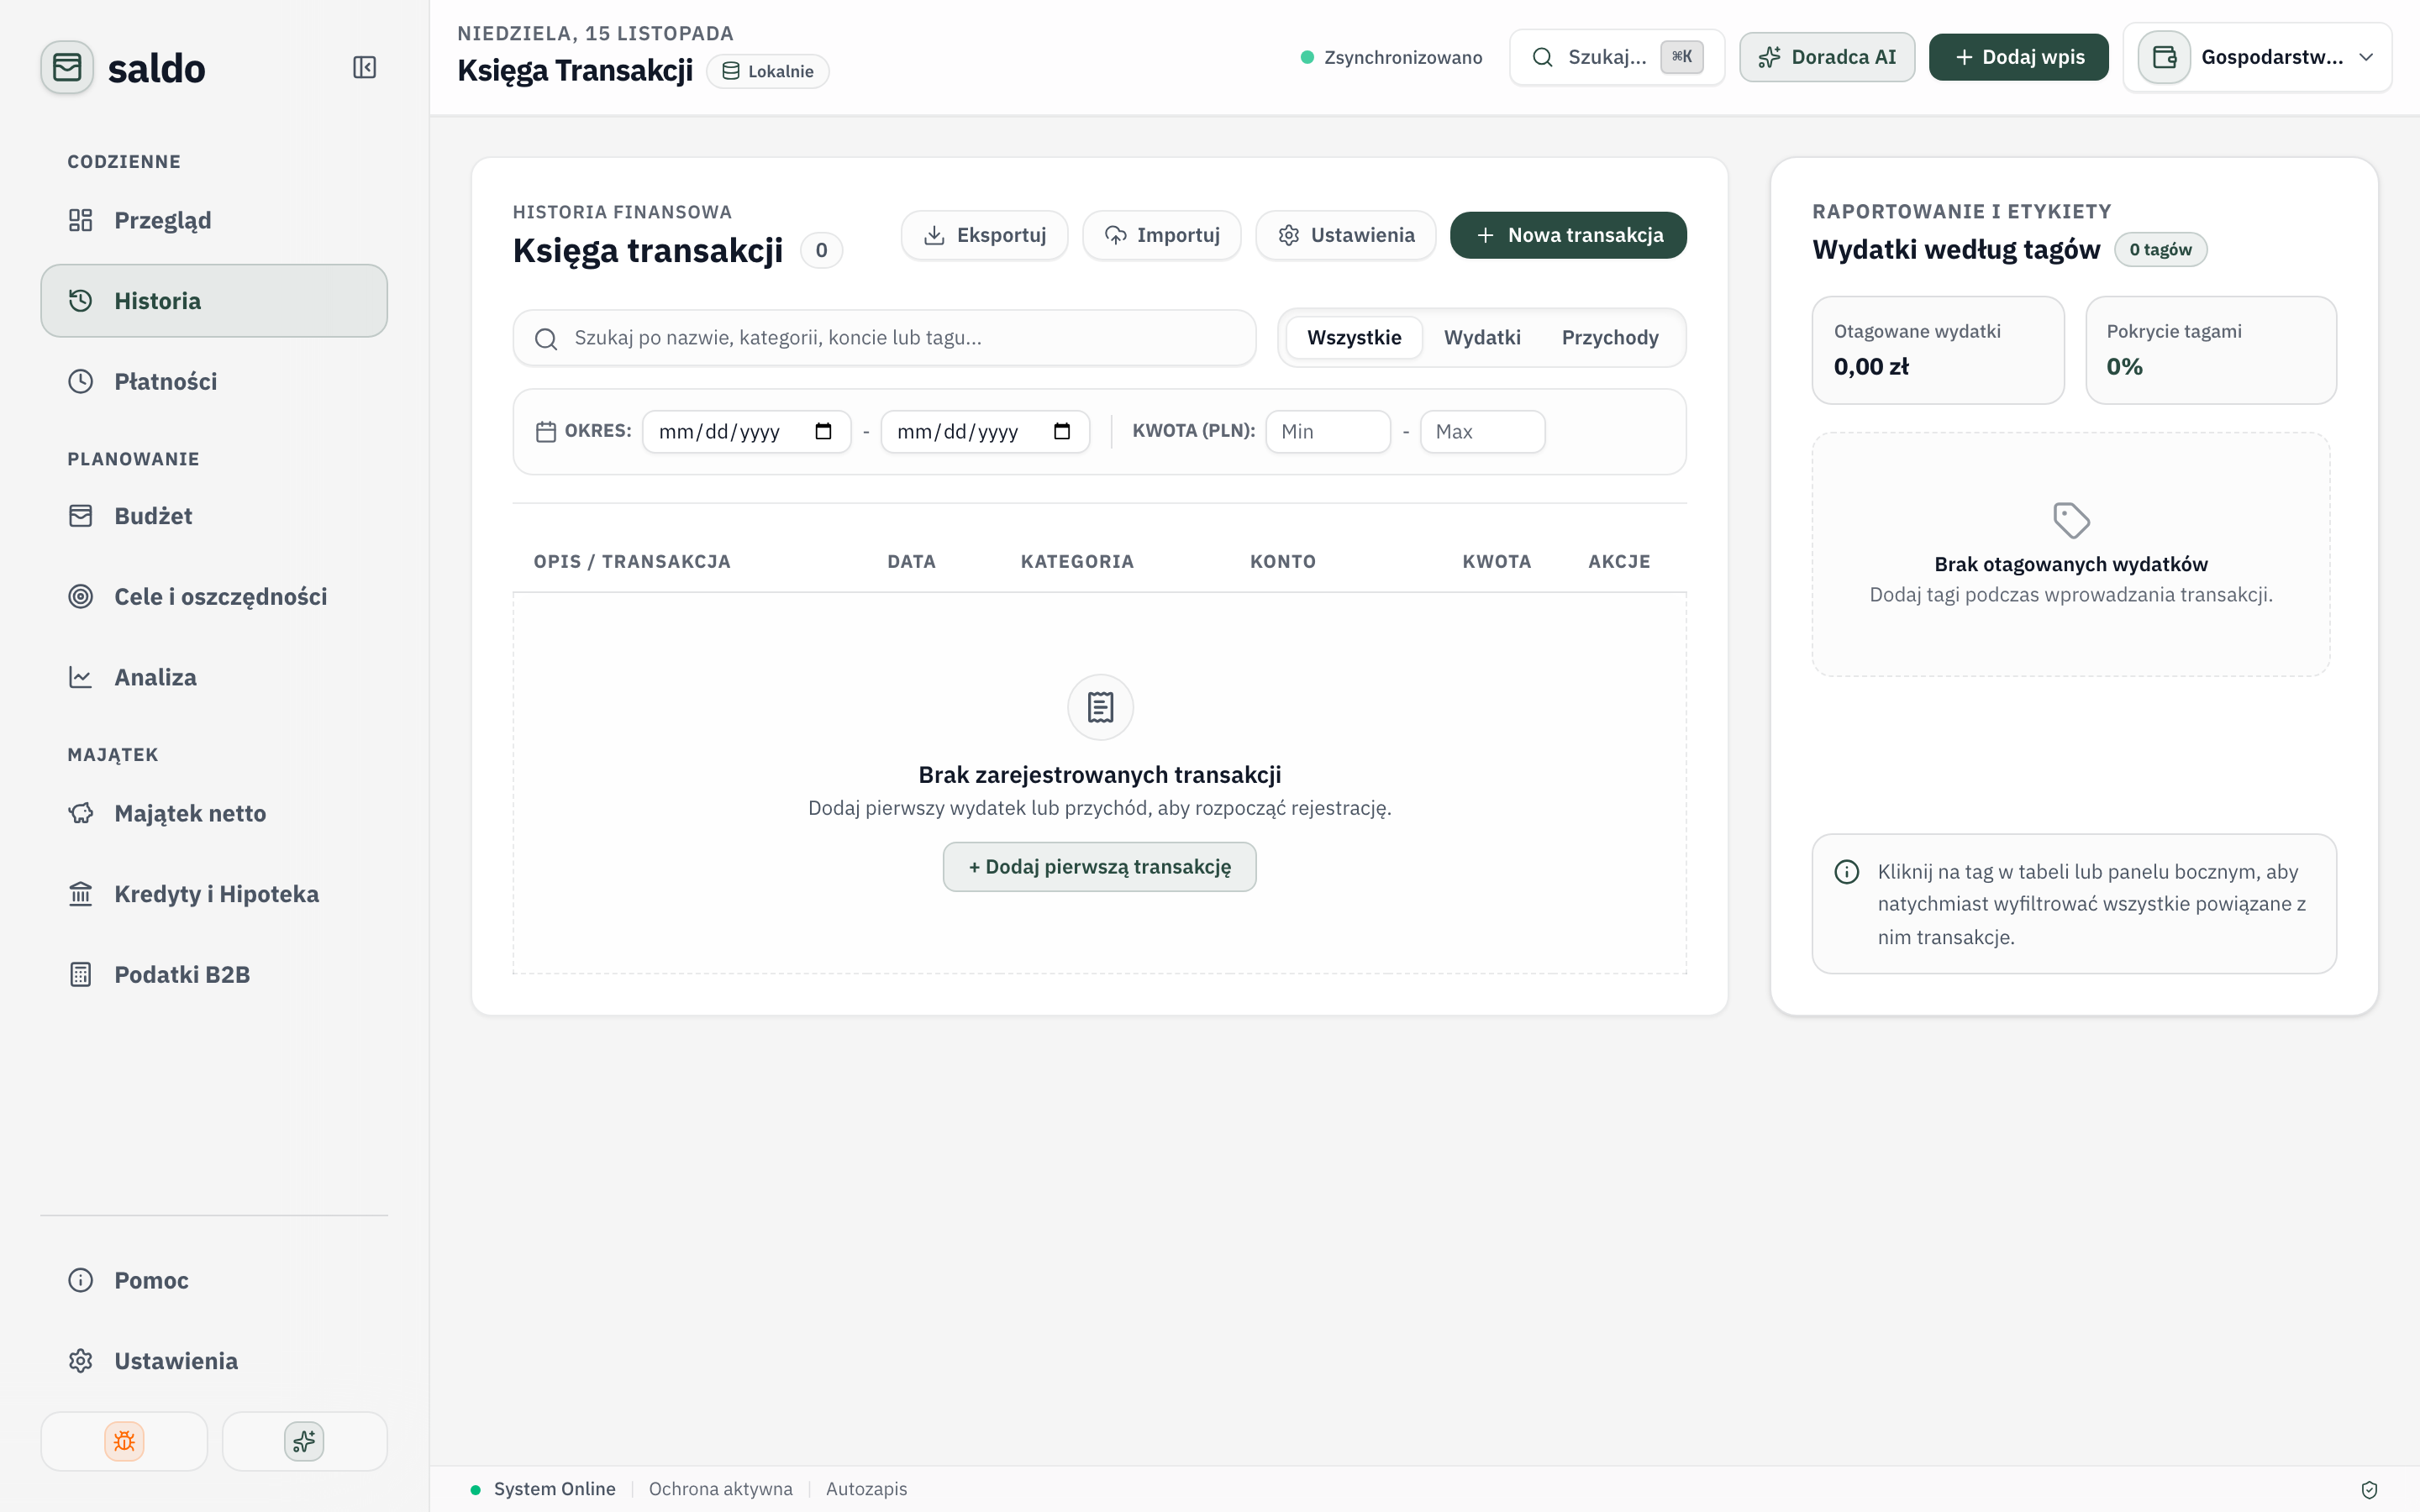 saldo
CODZIENNE
Przegląd
Historia
Płatności
PLANOWANIE
Budżet
Cele i oszczędności
Analiza
MAJĄTEK
Majątek netto
Kredyty i Hipoteka
Podatki B2B
Pomoc
Ustawienia
NIEDZIELA, 15 LISTOPADA
Księga Transakcji
Lokalnie
Zsynchronizowano
Szukaj... ⌘K
Doradca AI
+ Dodaj wpis
Gospodarstw...
HISTORIA FINANSOWA
Księga transakcji 0
Eksportuj
Importuj
Ustawienia
+ Nowa transakcja
Szukaj po nazwie, kategorii, koncie lub tagu...
Wszystkie Wydatki Przychody
OKRES: mm/dd/yyyy - mm/dd/yyyy KWOTA (PLN): Min - Max
OPIS / TRANSAKCJA DATA KATEGORIA KONTO KWOTA AKCJE
Brak zarejestrowanych transakcji
Dodaj pierwszy wydatek lub przychód, aby rozpocząć rejestrację.
+ Dodaj pierwszą transakcję
RAPORTOWANIE I ETYKIETY
Wydatki według tagów 0 tagów
Otagowane wydatki
0,00 zł
Pokrycie tagami
0%
Brak otagowanych wydatków
Dodaj tagi podczas wprowadzania transakcji.
Kliknij na tag w tabeli lub panelu bocznym, aby
natychmiast wyfiltrować wszystkie powiązane z
nim transakcje.
System Online Ochrona aktywna Autozapis